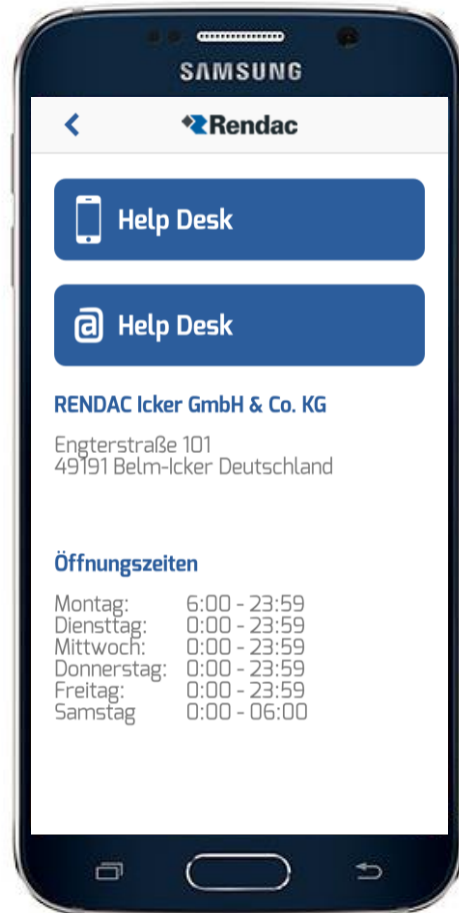 SAMSUNG
Rendac
Help Desk
@ Help Desk
RENDAC Icker GmbH & Co. KG
Engterstraße 101
49191 Belm-Icker Deutschland
Öffnungszeiten
Montag: 6:00 - 23:59
Diensttag: 0:00 - 23:59
Mittwoch: 0:00 - 23:59
Donnerstag: 0:00 - 23:59
Freitag: 0:00 - 23:59
Samstag 0:00 - 06:00